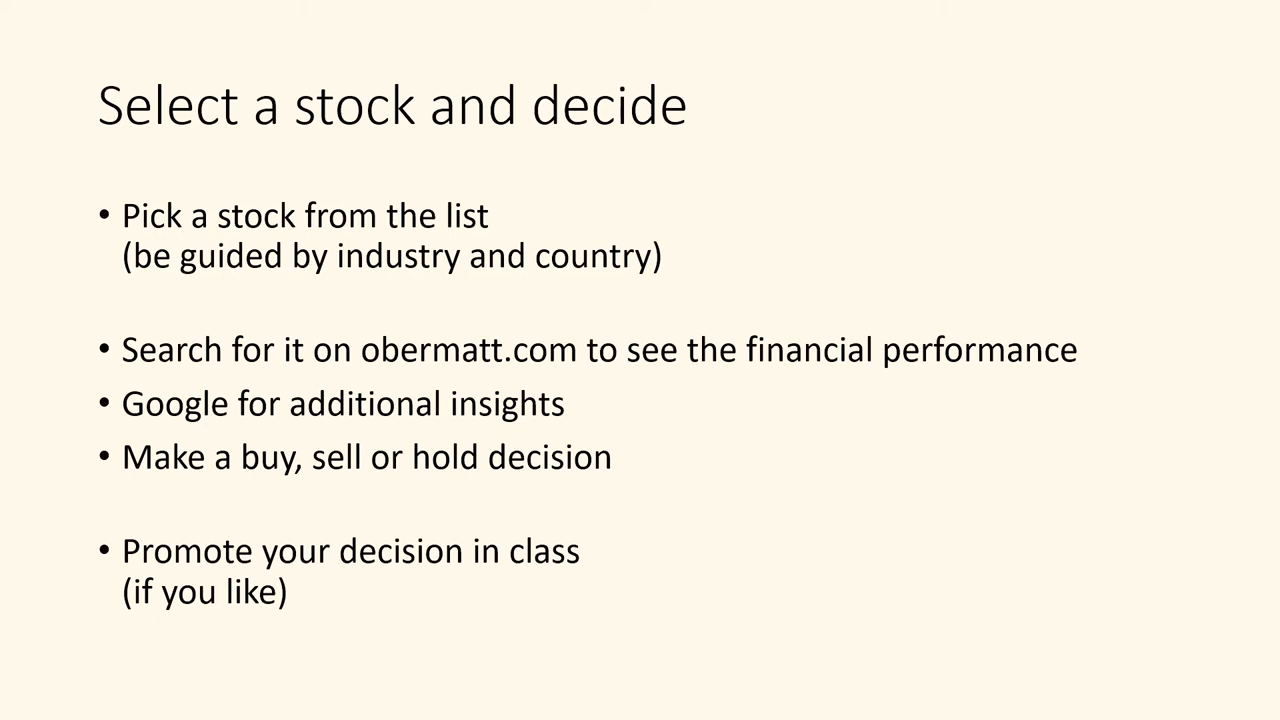 Select a stock and decide
• Pick a stock from the list
(be guided by industry and country)
• Search for it on obermatt.com to see the financial performance
• Google for additional insights
• Make a buy, sell or hold decision
• Promote your decision in class
(if you like)